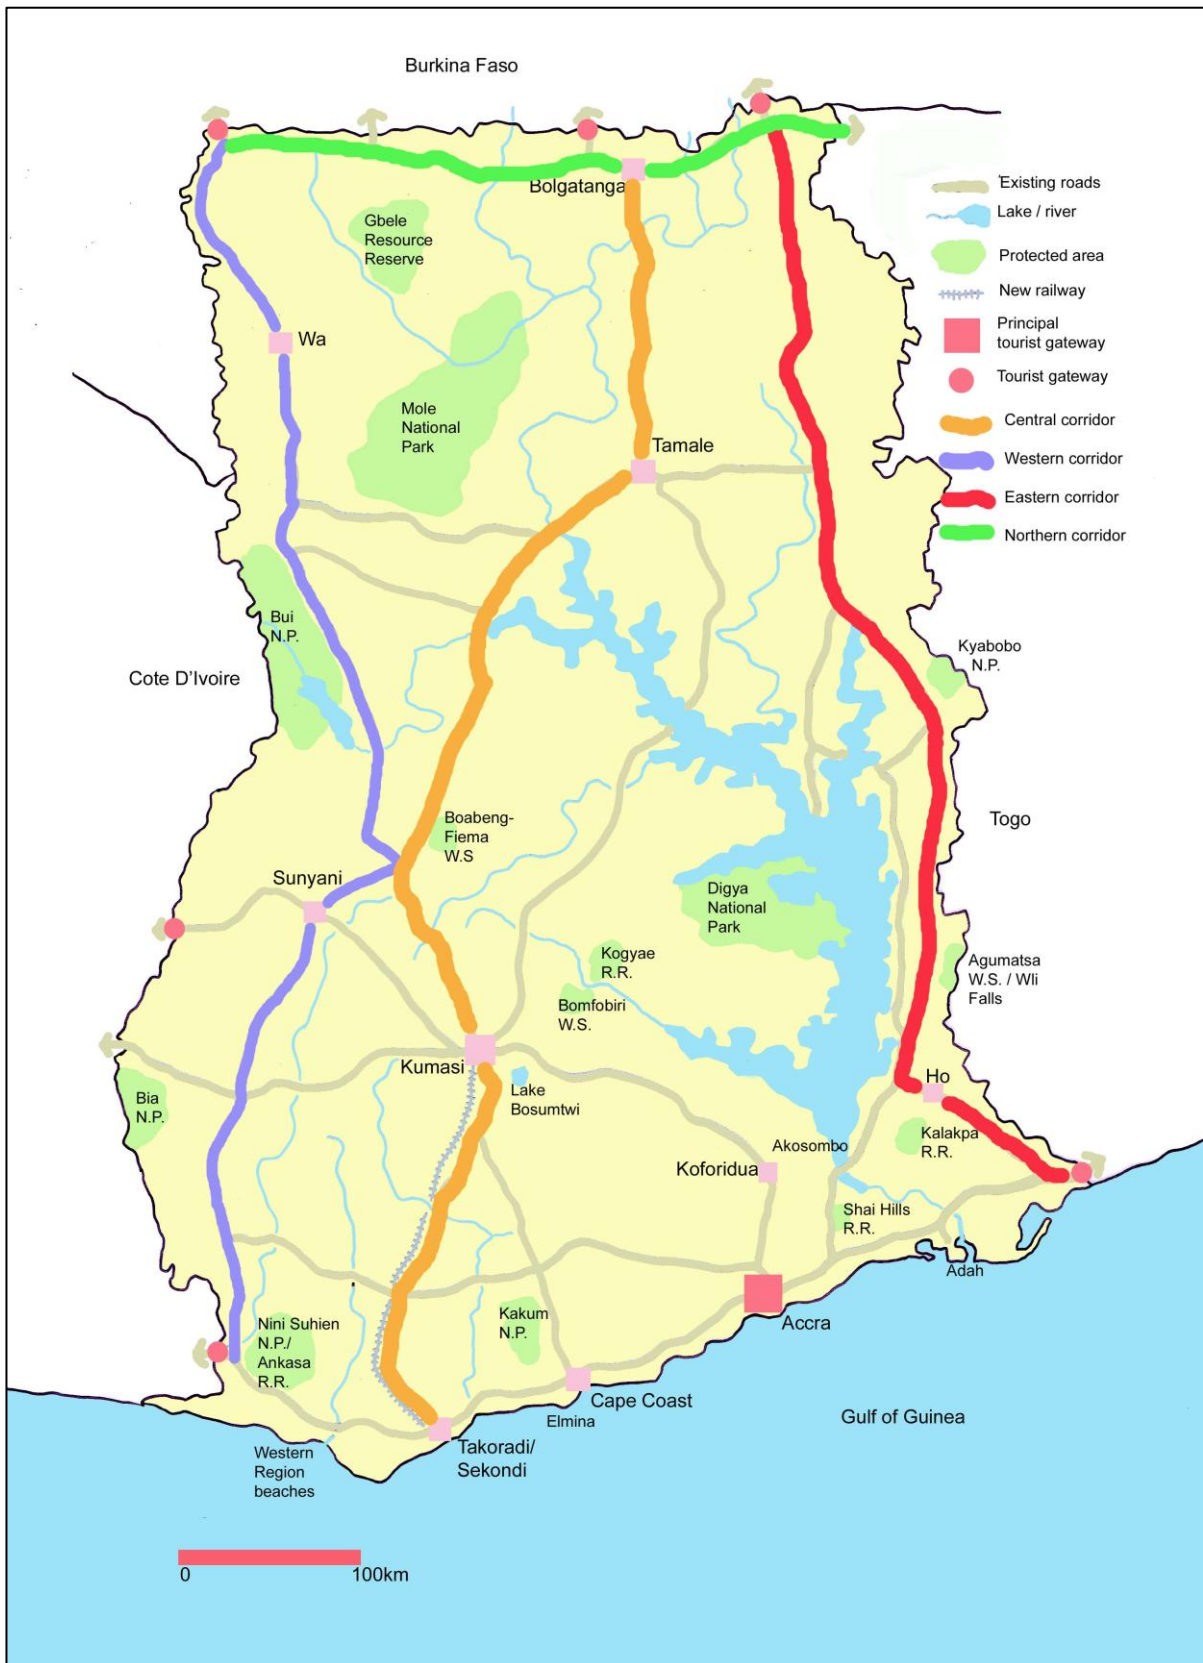 Burkina Faso
Bolgatanga
Gbele
Resource
Reserve
Existing roads
Lake / river
Protected area
New railway
Principal
tourist gateway
Tourist gateway
Central corridor
Western corridor
Eastern corridor
Northern corridor
Wa
Mole
National
Park
Tamale
Bui
N.P.
Cote D'Ivoire
Kyabobo
N.P.
Togo
Boabeng-
Fiema
W.S
Sunyani
Digya
National
Park
Kogyae
R.R.
Bomfobiri
W.S.
Agumatsa
W.S. / Wli
Falls
Kumasi
Lake
Bosumtwi
Bia
N.P.
Ho
Kalakpa
R.R.
Akosombo
Koforidua
Shai Hills
R.R.
Adah
Accra
Kakum
N.P.
Nini Suhien
N.P./
Ankasa
R.R.
Cape Coast
Elmina
Gulf of Guinea
Takoradi/
Sekondi
Western
Region
beaches
0 100km